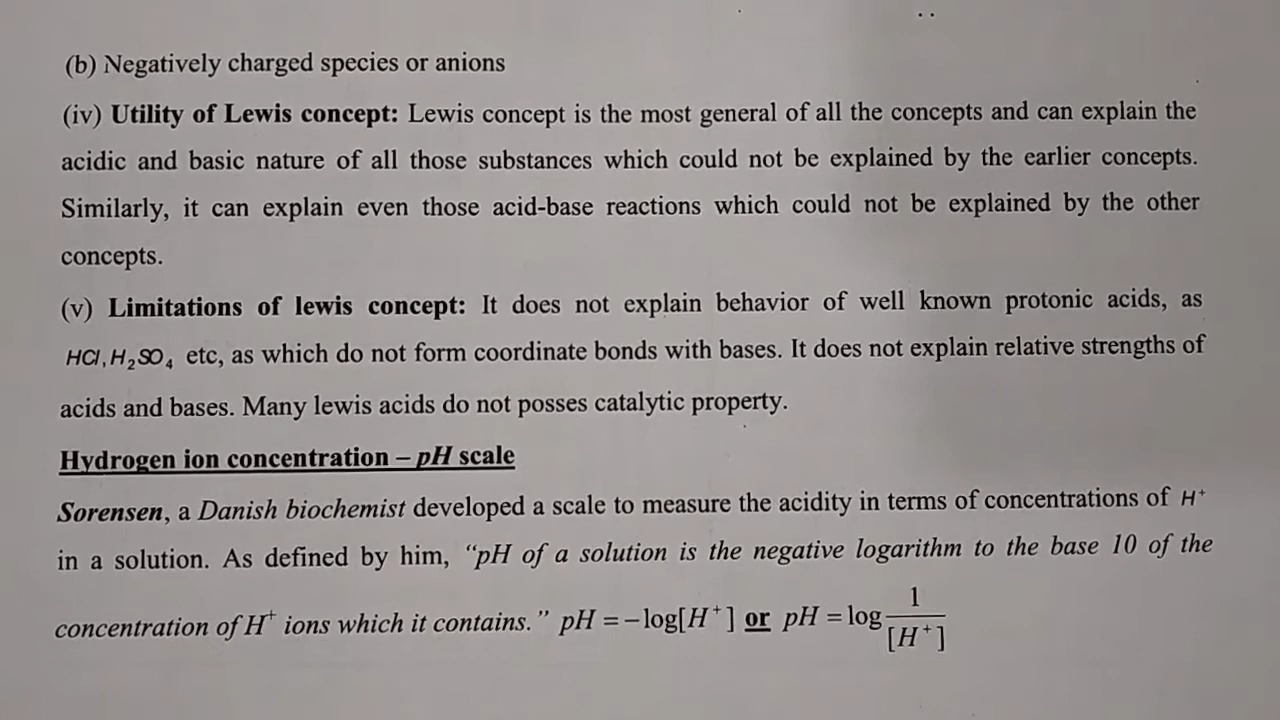 (b) Negatively charged species or anions
(iv) Utility of Lewis concept: Lewis concept is the most general of all the concepts and can explain the
acidic and basic nature of all those substances which could not be explained by the earlier concepts.
Similarly, it can explain even those acid-base reactions which could not be explained by the other
concepts.
(v) Limitations of lewis concept: It does not explain behavior of well known protonic acids, as
HCl, H₂SO₄ etc, as which do not form coordinate bonds with bases. It does not explain relative strengths of
acids and bases. Many lewis acids do not posses catalytic property.
Hydrogen ion concentration – pH scale
Sorensen, a Danish biochemist developed a scale to measure the acidity in terms of concentrations of H⁺
in a solution. As defined by him, “pH of a solution is the negative logarithm to the base 10 of the
concentration of H⁺ ions which it contains.” pH = −log[H⁺] or pH = log 1/[H⁺]